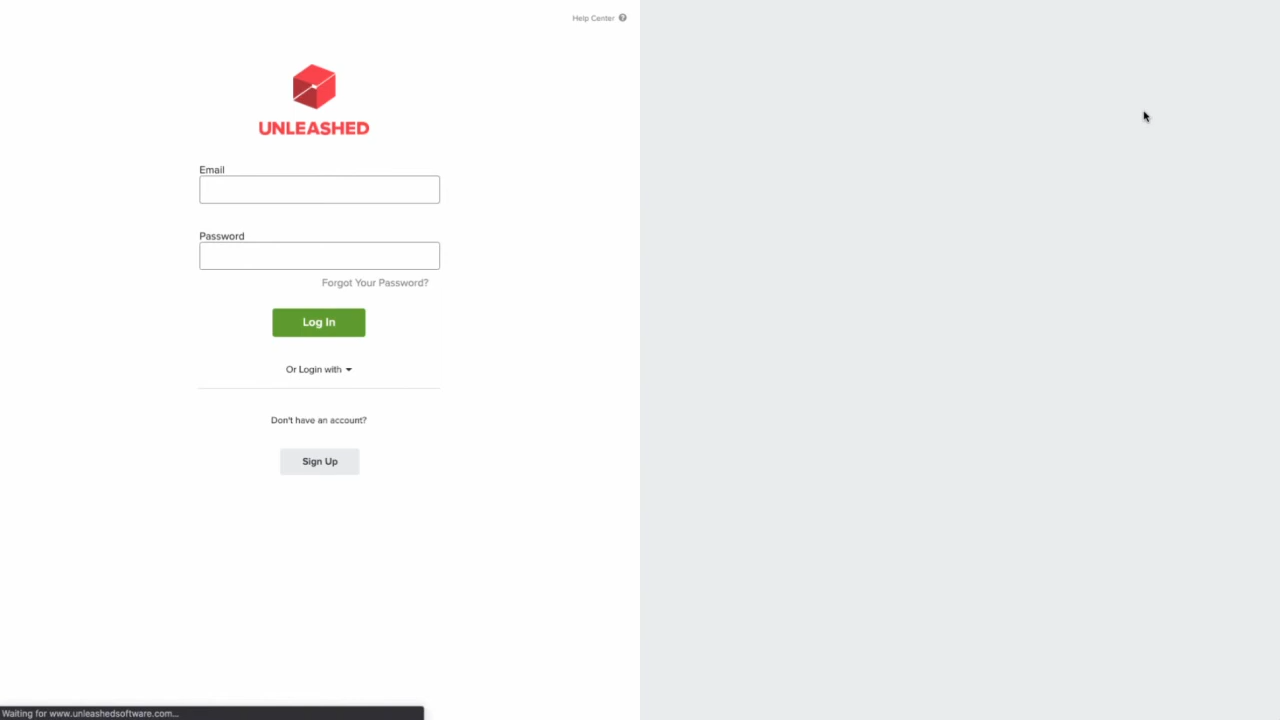 Help Center
UNLEASHED
Email
Password
Forgot Your Password?
Log In
Or Login with
Don't have an account?
Sign Up
Waiting for www.unleashedsoftware.com...